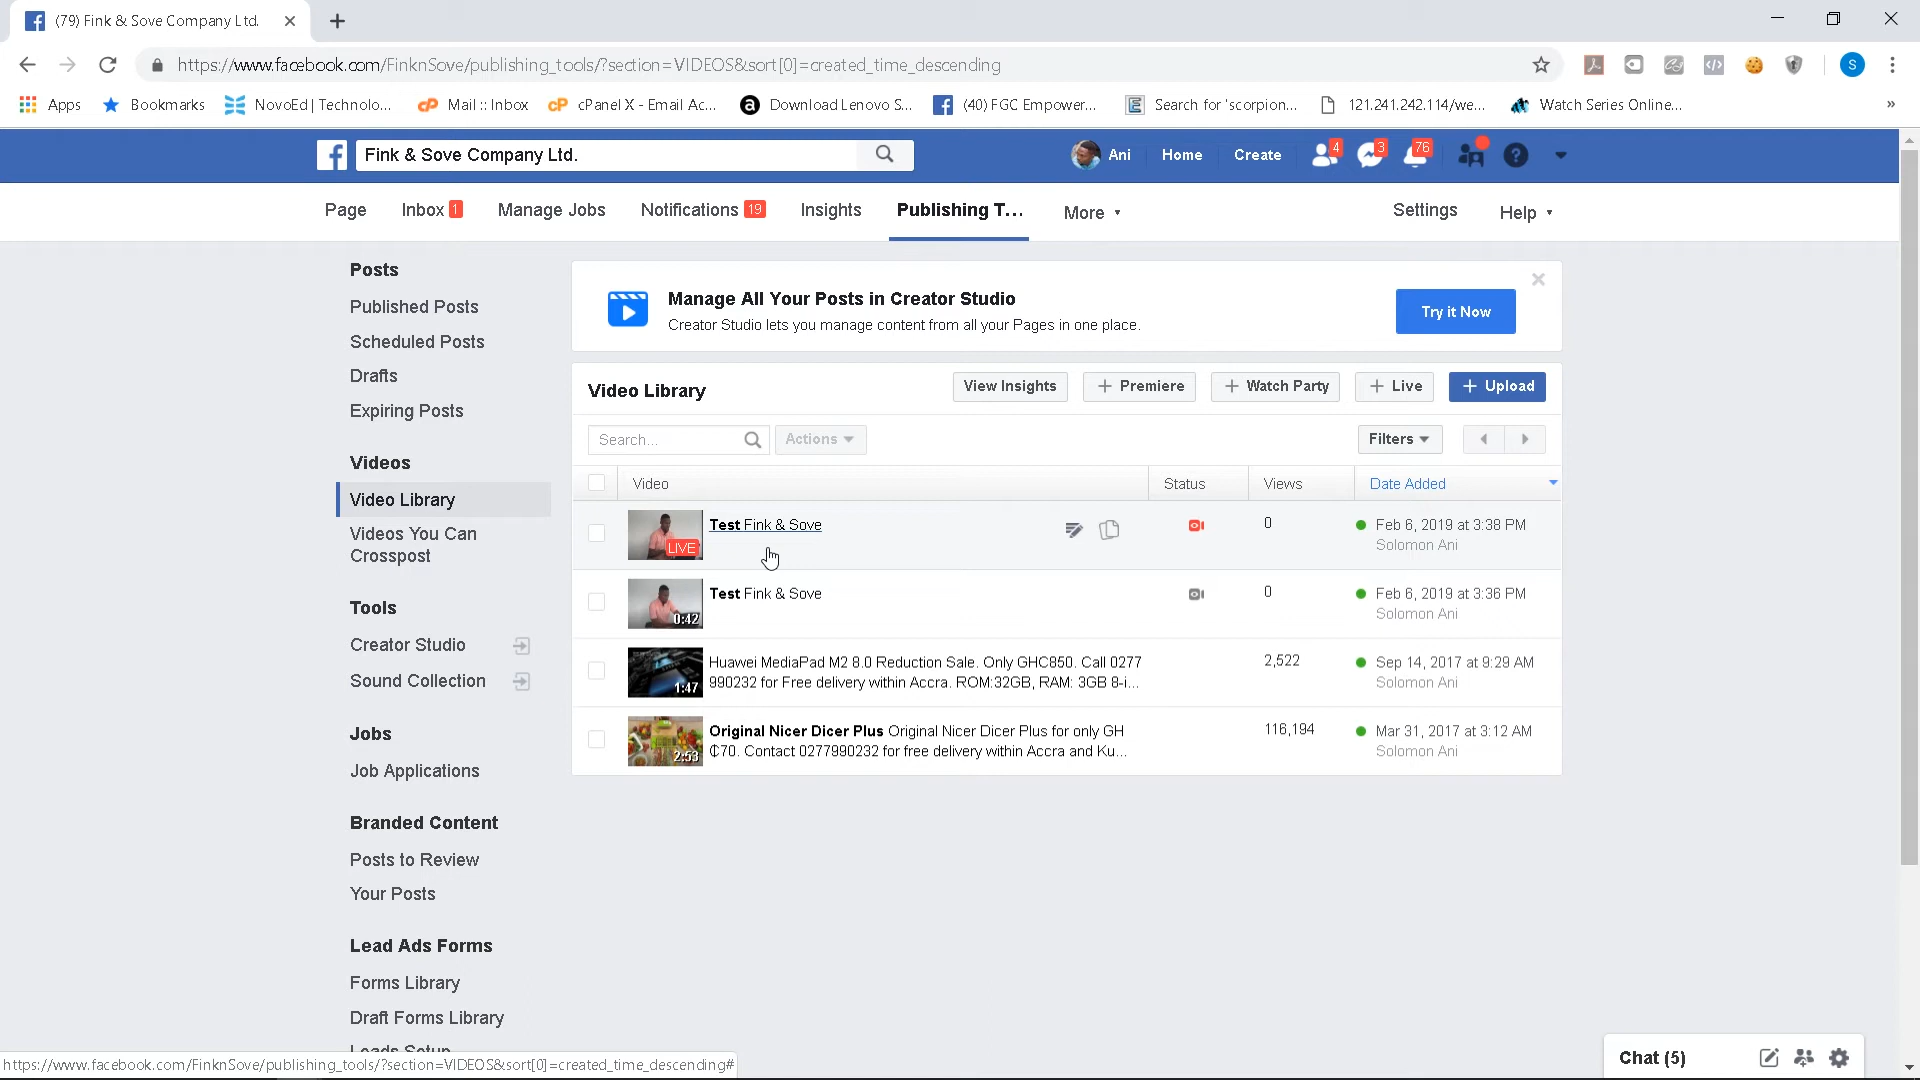 (79) Fink & Sove Company Ltd.
https://www.facebook.com/FinknSove/publishing_tools/?section=VIDEOS&sort[0]=created_time_descending
S
Apps
Bookmarks
NovoEd | Technolo...
Mail :: Inbox
cPanel X - Email Ac...
Download Lenovo S...
(40) FGC Empower...
Search for 'scorpion...
121.241.242.114/we...
Watch Series Online...
Fink & Sove Company Ltd.
Ani
Home
Create
4
3
76
Page
Inbox 1
Manage Jobs
Notifications 19
Insights
Publishing T...
More
Settings
Help
Posts
Published Posts
Scheduled Posts
Drafts
Expiring Posts
Videos
Video Library
Videos You Can
Crosspost
Tools
Creator Studio
Sound Collection
Jobs
Job Applications
Branded Content
Posts to Review
Your Posts
Lead Ads Forms
Forms Library
Draft Forms Library
Leads Setup
Manage All Your Posts in Creator Studio
Creator Studio lets you manage content from all your Pages in one place.
Try it Now
Video Library
View Insights
+ Premiere
+ Watch Party
+ Live
+ Upload
Search...
Actions
Filters
Video
Status
Views
Date Added
LIVE
Test Fink & Sove
0
Feb 6, 2019 at 3:38 PM
Solomon Ani
0:42
Test Fink & Sove
0
Feb 6, 2019 at 3:36 PM
Solomon Ani
1:47
Huawei MediaPad M2 8.0 Reduction Sale. Only GHC850. Call 0277
990232 for Free delivery within Accra. ROM:32GB, RAM: 3GB 8-i...
2,522
Sep 14, 2017 at 9:29 AM
Solomon Ani
2:53
Original Nicer Dicer Plus Original Nicer Dicer Plus for only GH
₵70. Contact 0277990232 for free delivery within Accra and Ku...
116,194
Mar 31, 2017 at 3:12 AM
Solomon Ani
Chat (5)
https://www.facebook.com/FinknSove/publishing_tools/?section=VIDEOS&sort[0]=created_time_descending#